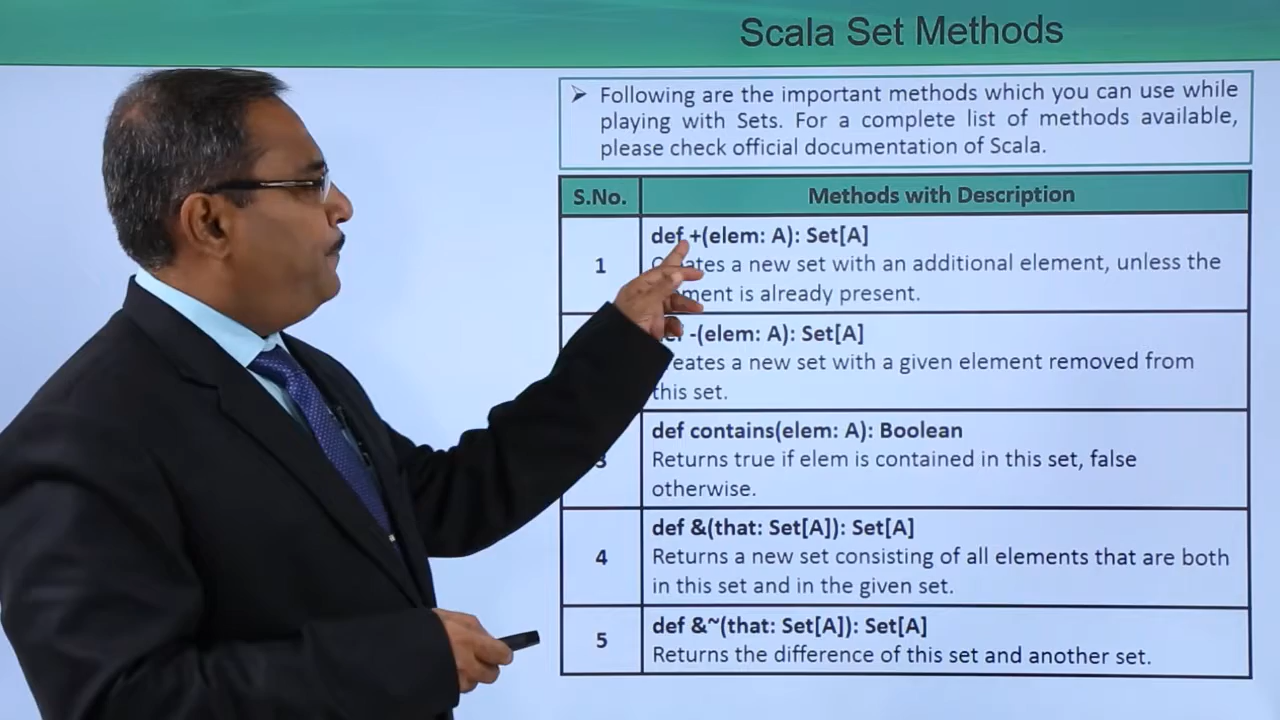 Scala Set Methods
➢ Following are the important methods which you can use while
playing with Sets. For a complete list of methods available,
please check official documentation of Scala.
S.No. Methods with Description
1
def +(elem: A): Set[A]
a new set with an additional element, unless the
is already present.
-(elem: A): Set[A]
a new set with a given element removed from
this set.
3
def contains(elem: A): Boolean
Returns true if elem is contained in this set, false
otherwise.
4
def &(that: Set[A]): Set[A]
Returns a new set consisting of all elements that are both
in this set and in the given set.
5
def &~(that: Set[A]): Set[A]
Returns the difference of this set and another set.